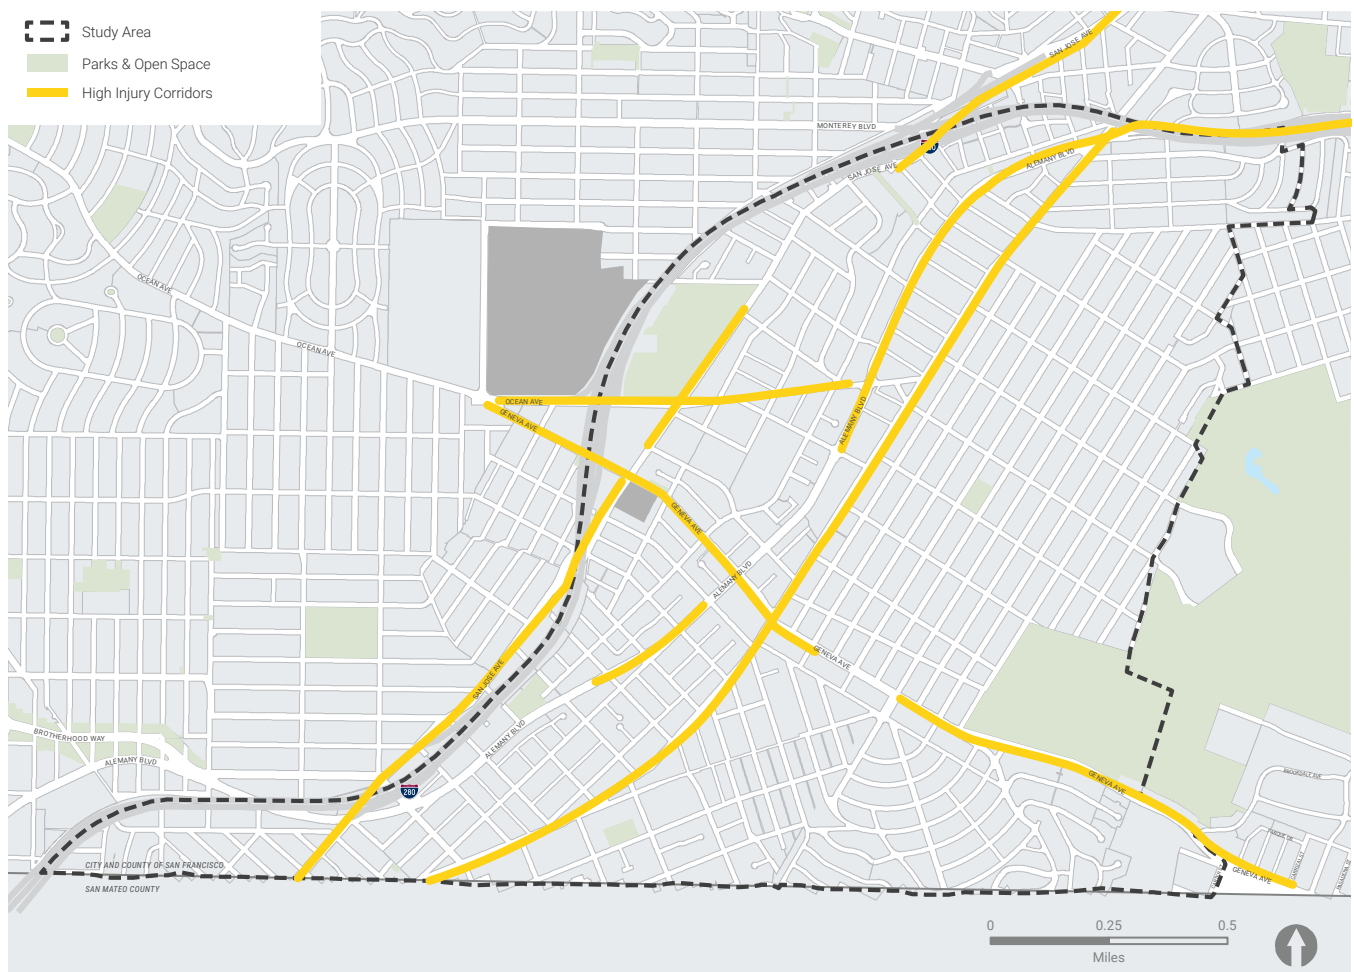 Study Area
Parks & Open Space
High Injury Corridors
SAN JOSE AVE
MONTEREY BLVD
SAN JOSE AVE
ALEMANY BLVD
OCEAN AVE
OCEAN AVE
OCEAN AVE
GENEVA AVE
ALEMANY BLVD
GENEVA AVE
ALEMANY BLVD
GENEVA AVE
SAN JOSE AVE
BROTHERHOOD WAY
ALEMANY BLVD
ALEMANY BLVD
280
GENEVA AVE
BROOKDALE AVE
GENEVA AVE
CITY AND COUNTY OF SAN FRANCISCO
SAN MATEO COUNTY
0 0.25 0.5
Miles